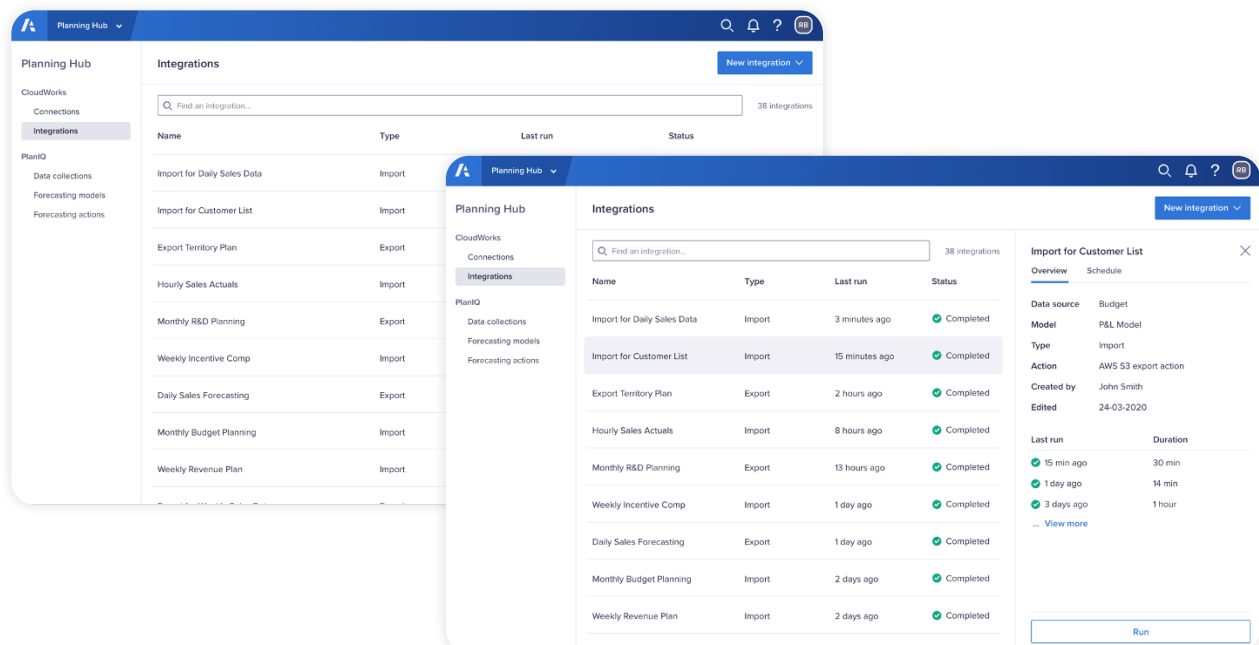 Planning Hub
RB
Planning Hub
Integrations
New integration
CloudWorks
Connections
Integrations
PlanIQ
Data collections
Forecasting models
Forecasting actions
Find an integration...
38 integrations
Name Type Last run Status
Import for Daily Sales Data Import
Import for Customer List Import
Export Territory Plan Export
Hourly Sales Actuals Import
Monthly R&D Planning Export
Weekly Incentive Comp Import
Daily Sales Forecasting Export
Monthly Budget Planning Import
Weekly Revenue Plan Import
Planning Hub
RB
Planning Hub
Integrations
New integration
CloudWorks
Connections
Integrations
PlanIQ
Data collections
Forecasting models
Forecasting actions
Find an integration...
38 integrations
Name Type Last run Status
Import for Daily Sales Data Import 3 minutes ago Completed
Import for Customer List Import 15 minutes ago Completed
Export Territory Plan Export 2 hours ago Completed
Hourly Sales Actuals Import 8 hours ago Completed
Monthly R&D Planning Export 13 hours ago Completed
Weekly Incentive Comp Import 1 day ago Completed
Daily Sales Forecasting Export 1 day ago Completed
Monthly Budget Planning Import 2 days ago Completed
Weekly Revenue Plan Import 2 days ago Completed
Import for Customer List
Overview Schedule
Data source Budget
Model P&L Model
Type Import
Action AWS S3 export action
Created by John Smith
Edited 24-03-2020
Last run Duration
15 min ago 30 min
1 day ago 14 min
3 days ago 1 hour
... View more
Run